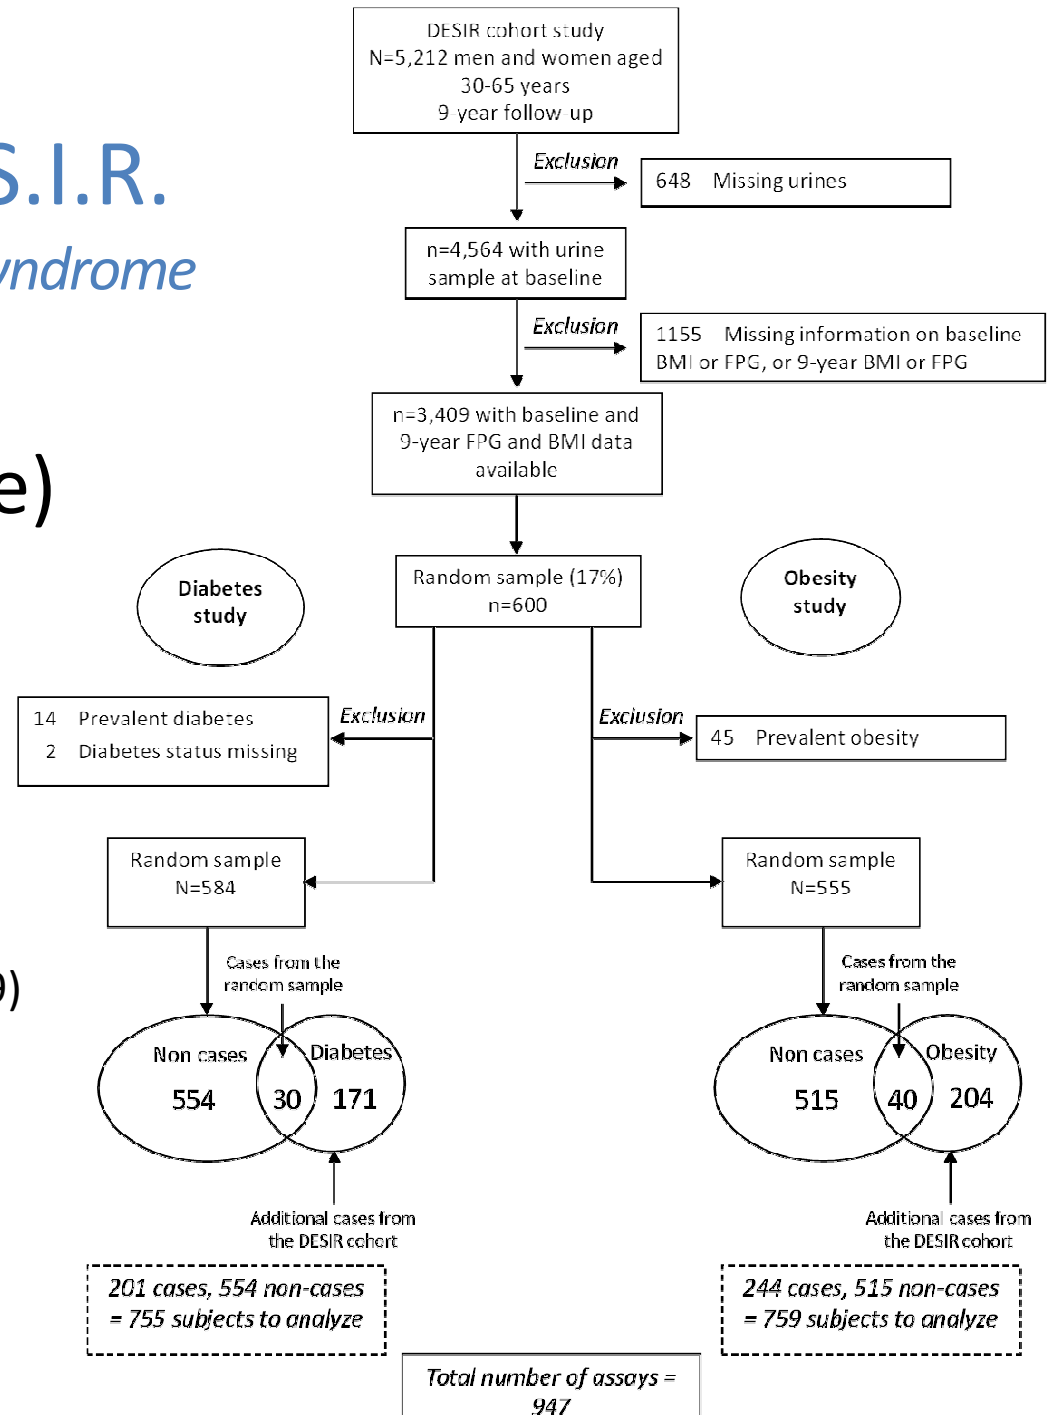 DESIR cohort study
N=5,212 men and women aged
30-65 years
9-year follow-up
S.I.R.
Exclusion
648 Missing urines
yndrome
n=4,564 with urine
sample at baseline
Exclusion
1155 Missing information on baseline
BMI or FPG, or 9-year BMI or FPG
n=3,409 with baseline and
9-year FPG and BMI data
available
e)
Random sample (17%)
n=600
Diabetes
study
Obesity
study
14 Prevalent diabetes
2 Diabetes status missing
Exclusion
Exclusion
45 Prevalent obesity
Random sample
N=584
Random sample
N=555
9)
Cases from the
random sample
Non cases
Diabetes
554
30
171
Additional cases from
the DESIR cohort
Cases from the
random sample
Non cases
Obesity
515
40
204
Additional cases from
the DESIR cohort
201 cases, 554 non-cases
= 755 subjects to analyze
244 cases, 515 non-cases
= 759 subjects to analyze
Total number of assays =
947